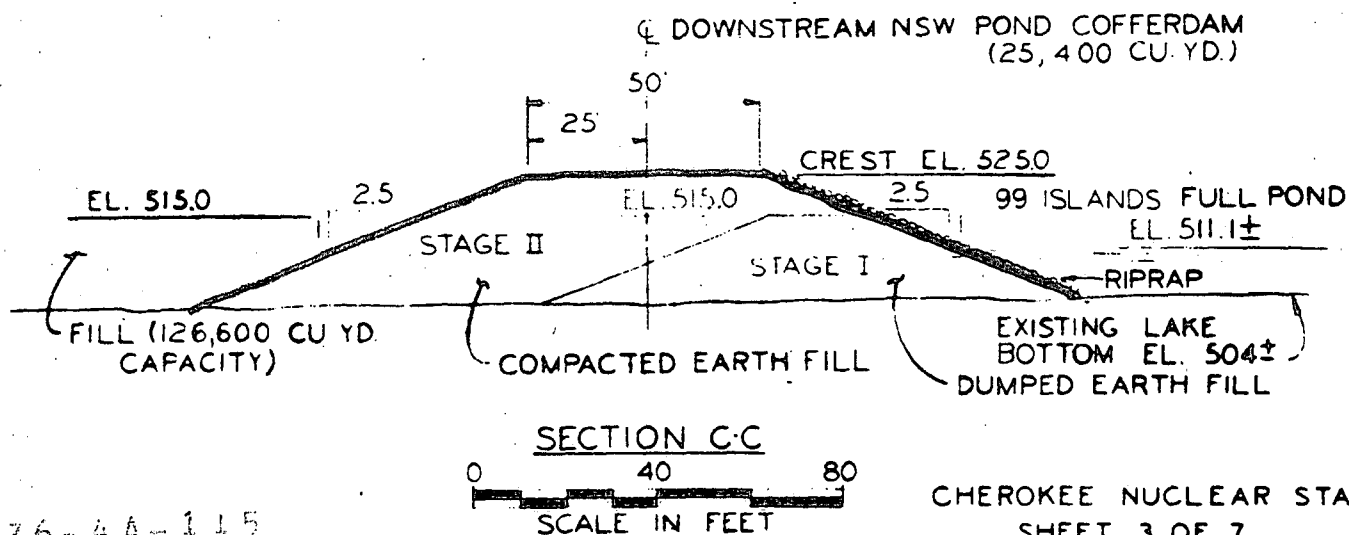 ℄ DOWNSTREAM NSW POND COFFERDAM
(25,400 CU.YD.)
50'
25'
CREST EL. 525.0
EL. 515.0
2.5
EL. 515.0
2.5
99 ISLANDS FULL POND
EL. 511.1±
STAGE II
STAGE I
RIPRAP
FILL (126,600 CU YD.
CAPACITY)
COMPACTED EARTH FILL
EXISTING LAKE
BOTTOM EL. 504±
DUMPED EARTH FILL
SECTION C-C
0 40 80
SCALE IN FEET
CHEROKEE NUCLEAR STA
SHEET 3 OF 7